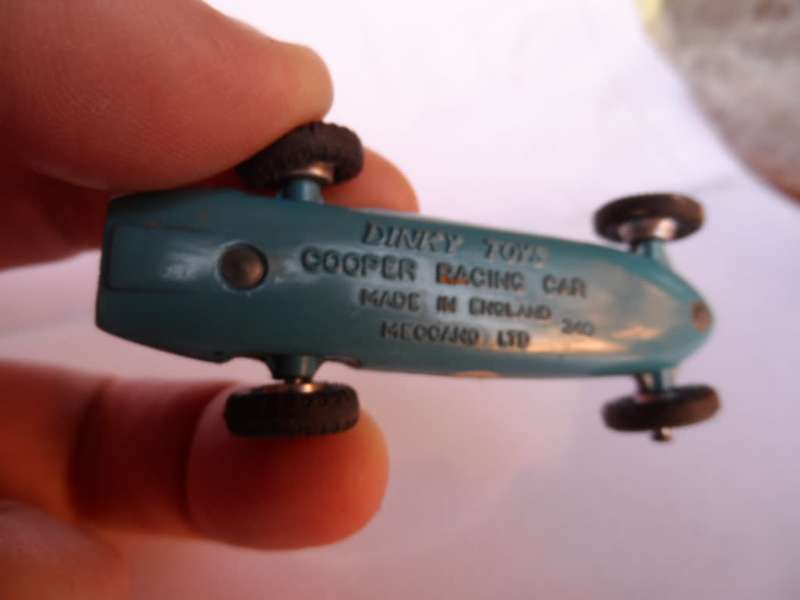 DINKY TOYS
COOPER RACING CAR
MADE IN ENGLAND 240
MECCANO LTD